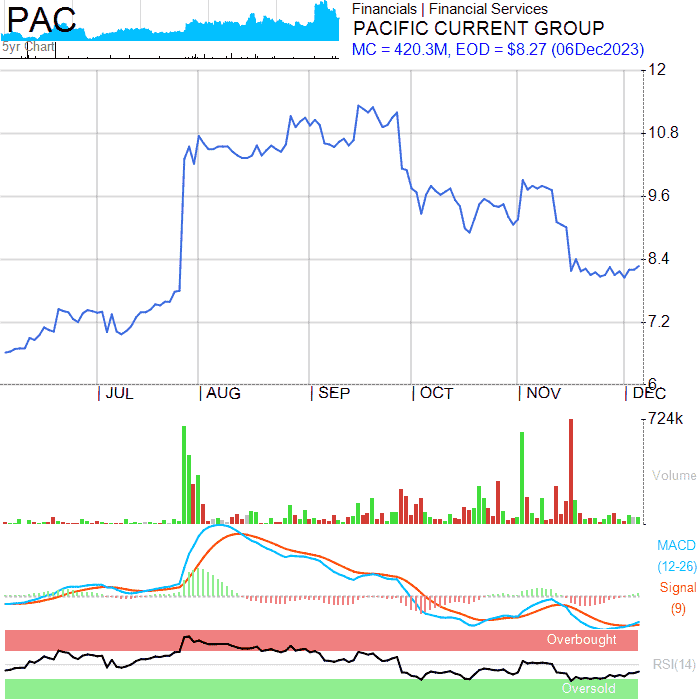 PAC
5yr Chart
Financials | Financial Services
PACIFIC CURRENT GROUP
MC = 420.3M, EOD = $8.27 (06Dec2023)
12
10.8
9.6
8.4
7.2
6
JUL
AUG
SEP
OCT
NOV
DEC
724k
Volume
MACD
(12-26)
Signal
(9)
Overbought
RSI(14)
Oversold